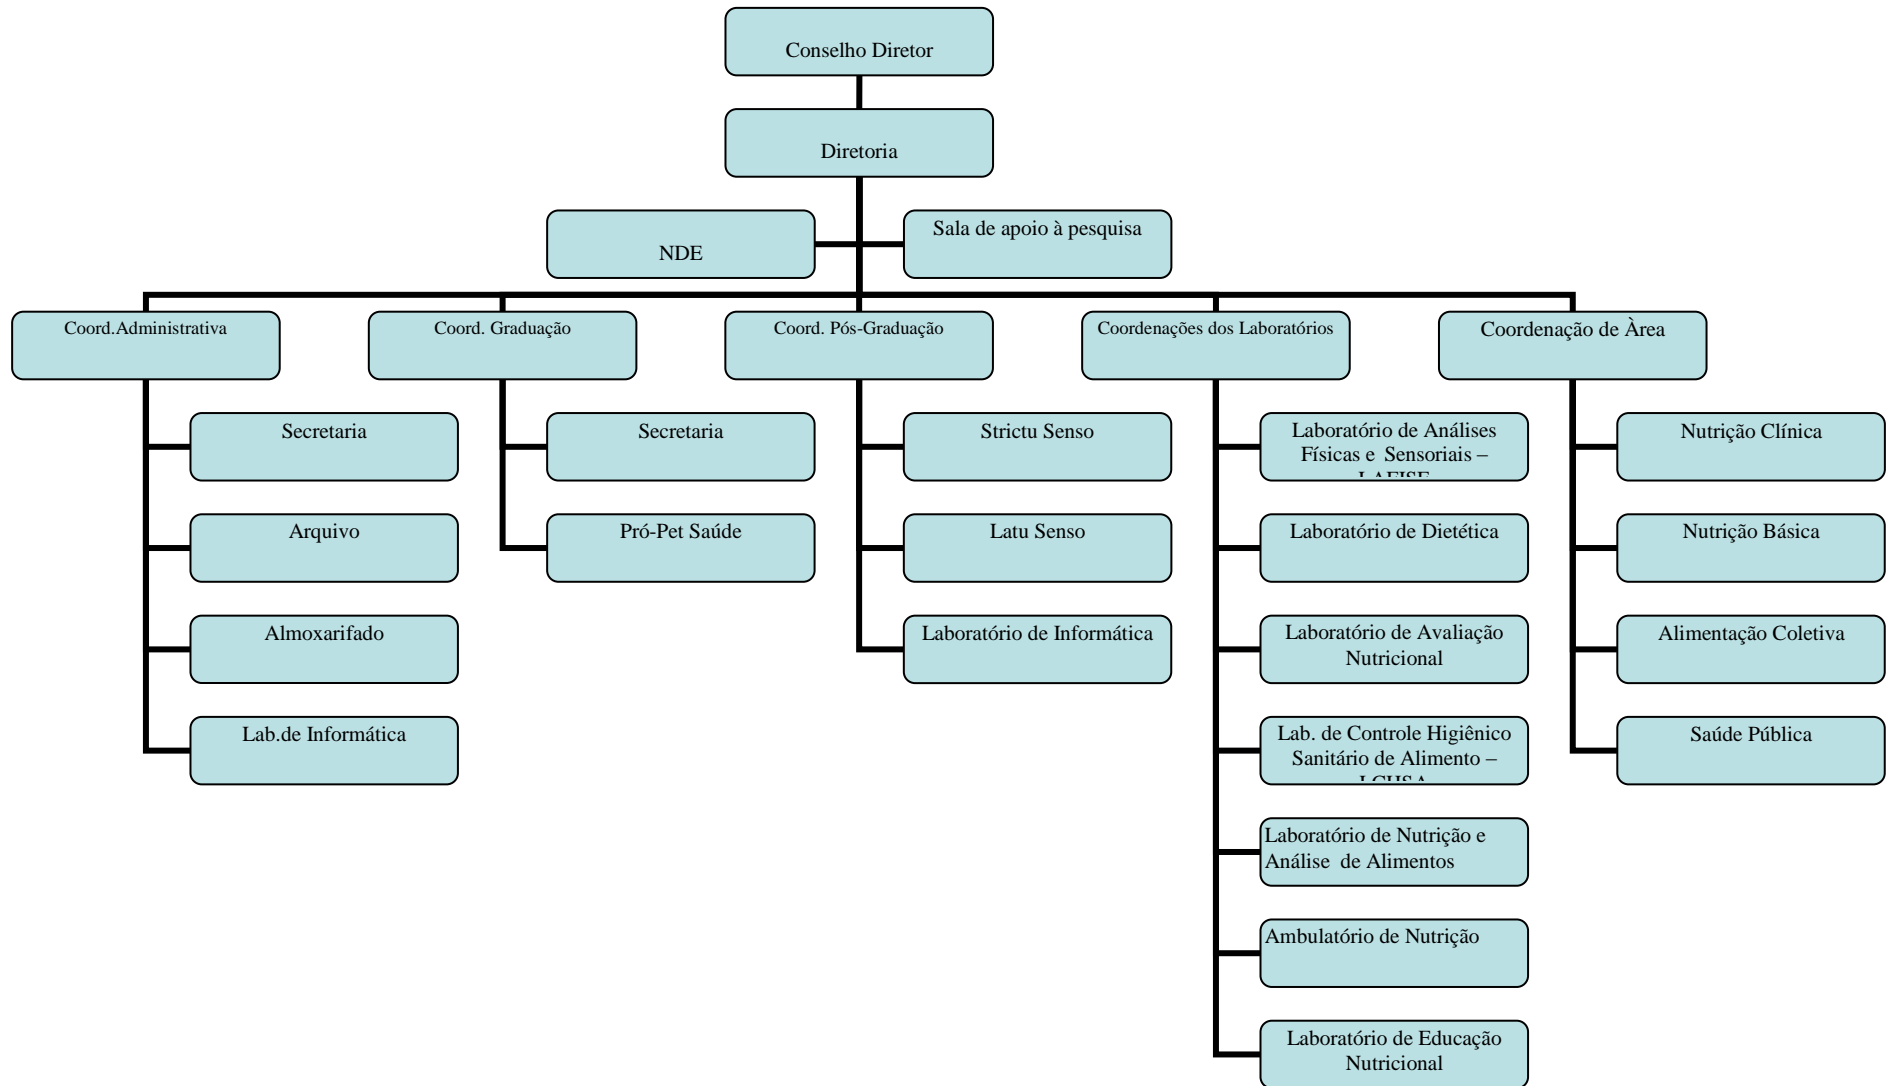 Conselho Diretor
Diretoria
NDE
Sala de apoio à pesquisa
Coord.Administrativa
Coord. Graduação
Coord. Pós-Graduação
Coordenações dos Laboratórios
Coordenação de Àrea
Secretaria
Arquivo
Almoxarifado
Lab.de Informática
Secretaria
Pró-Pet Saúde
Strictu Senso
Latu Senso
Laboratório de Informática
Laboratório de Análises
Físicas e Sensoriais –
Laboratório de Dietética
Laboratório de Avaliação
Nutricional
Lab. de Controle Higiênico
Sanitário de Alimento –
Laboratório de Nutrição e
Análise de Alimentos
Ambulatório de Nutrição
Laboratório de Educação
Nutricional
Nutrição Clínica
Nutrição Básica
Alimentação Coletiva
Saúde Pública